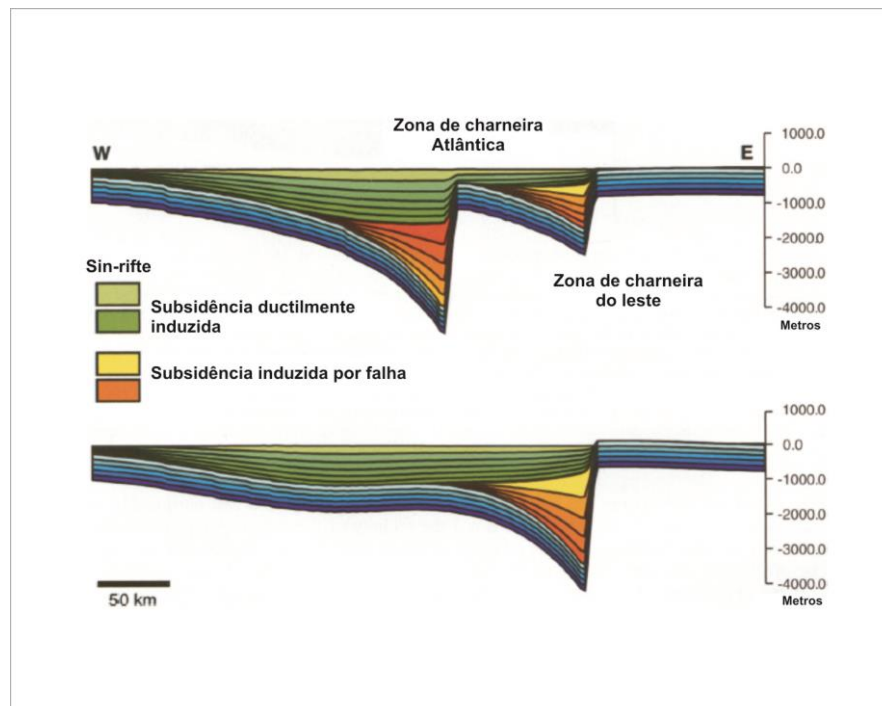 Zona de charneira
Atlântica
W
E
1000.0
0.0
-1000.0
-2000.0
-3000.0
-4000.0
Metros
Sin-rifte
Subsidência ductilmente
induzida
Zona de charneira
do leste
Subsidência induzida por falha
1000.0
0.0
-1000.0
-2000.0
-3000.0
-4000.0
Metros
50 km